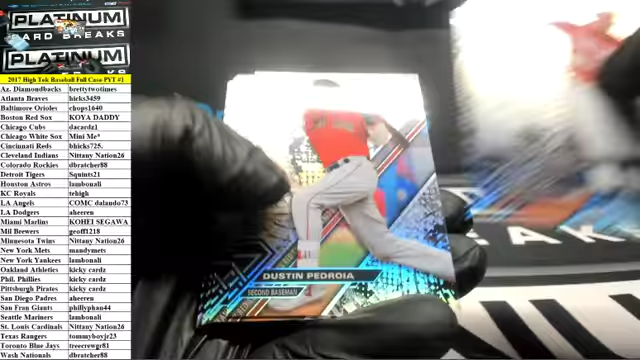 PLATINUM
CARD BREAKS
PLATINUM
2017 High Tek Baseball Full Case PYT #1
Az. Diamondbacks brettytwotimes
Atlanta Braves hicks3459
Baltimore Orioles chops1640
Boston Red Sox KOYA DADDY
Chicago Cubs dacardz1
Chicago White Sox Mini Me*
Cincinnati Reds bhicks725.
Cleveland Indians Nittany Nation26
Colorado Rockies dbratcher88
Detroit Tigers Squints21
Houston Astros lambonali
KC Royals tehigh
LA Angels COMC dalando73
LA Dodgers aheeren
Miami Marlins KOHEI SEGAWA
Mil Brewers geoff1218
Minnesota Twins Nittany Nation26
New York Mets mandymets
New York Yankees lambonali
Oakland Athletics kicky cardz
Phil. Phillies kicky cardz
Pittsburgh Pirates kicky cardz
San Diego Padres aheeren
San Fran Giants phillyphan44
Seattle Mariners lambonali
St. Louis Cardinals Nittany Nation26
Texas Rangers tommyboyjr23
Toronto Blue Jays treecrewgr81
Wash Nationals dbratcher88
DUSTIN PEDROIA
SECOND BASEMAN